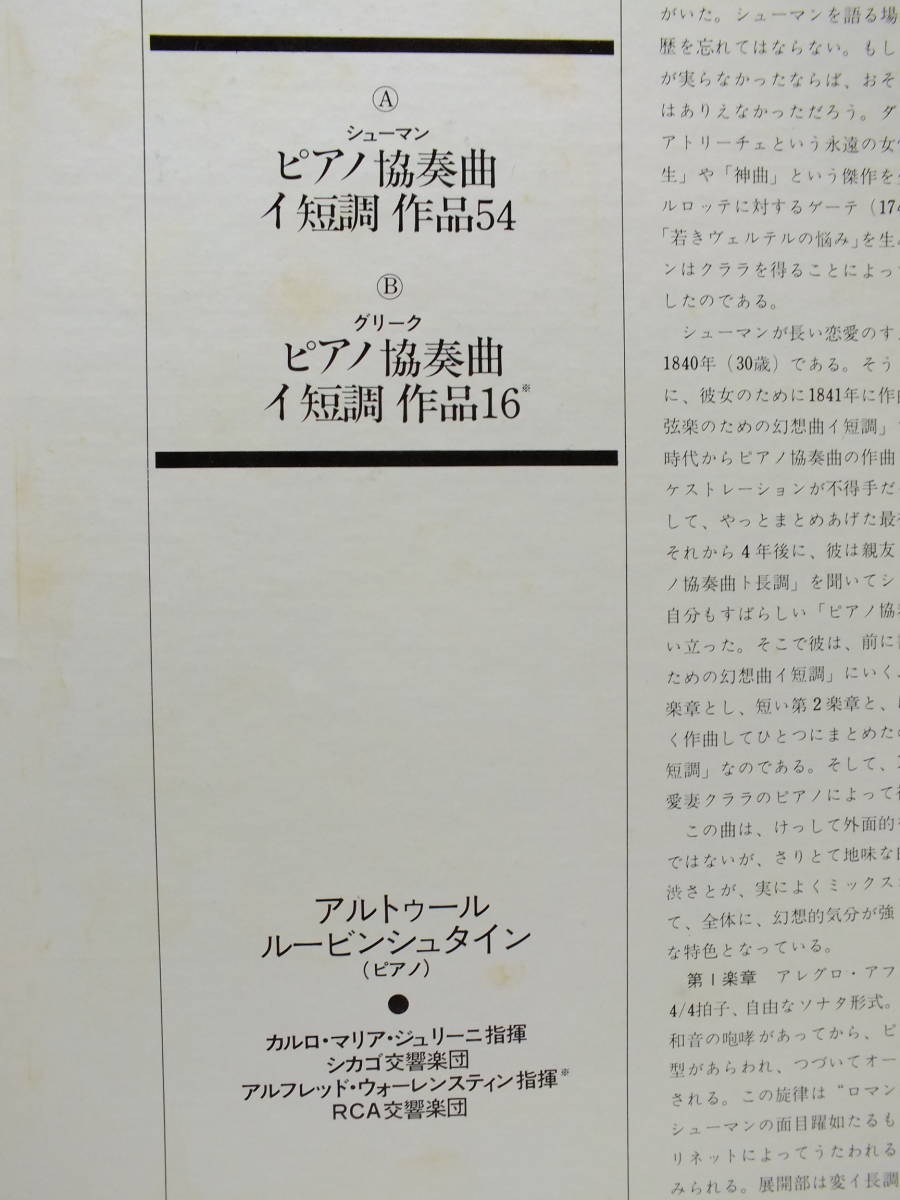 Ⓐ
シューマン
ピアノ協奏曲
イ短調 作品54
Ⓑ
グリーク
ピアノ協奏曲
イ短調 作品16※
アルトゥール
ルービンシュタイン
(ピアノ)
●
カルロ・マリア・ジュリーニ指揮
シカゴ交響楽団
アルフレッド・ウォーレンスティン指揮※
RCA交響楽団
がいた。シューマンを語る場
歴を忘れてはならない。もし
が実らなかったならば、おそ
はありえなかっただろう。ダ
アトリーチェという永遠の女
生」や「神曲」という傑作を
ルロッテに対するゲーテ(174
「若きヴェルテルの悩み」を生
ンはクララを得ることによっ
したのである。
シューマンが長い恋愛のす
1840年(30歳)である。そう
に、彼女のために1841年に作
弦楽のための幻想曲イ短調」
時代からピアノ協奏曲の作曲
ケストレーションが不得手だ
して、やっとまとめあげた最
それから4年後に、彼は親友
ノ協奏曲ト長調」を聞いてシ
自分もすばらしい「ピアノ協
い立った。そこで彼は、前に
ための幻想曲イ短調」にいく
楽章とし、短い第2楽章と、
く作曲してひとつにまとめた
短調」なのである。そして、
愛妻クララのピアノによって
この曲は、けっして外面的
ではないが、さりとて地味な
渋さとが、実によくミックス
て、全体に、幻想的気分が強
な特色となっている。
第1楽章 アレグロ・アフ
4/4拍子、自由なソナタ形式。
和音の咆哮があってから、ピ
型があらわれ、つづいてオー
される。この旋律は“ロマン
シューマンの面目躍如たるも
リネットによってうたわれる
みられる。展開部は変イ長調